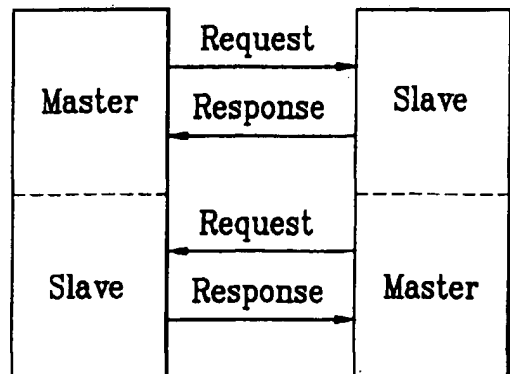 Request
Master
Response
Slave
Request
Slave
Response
Master